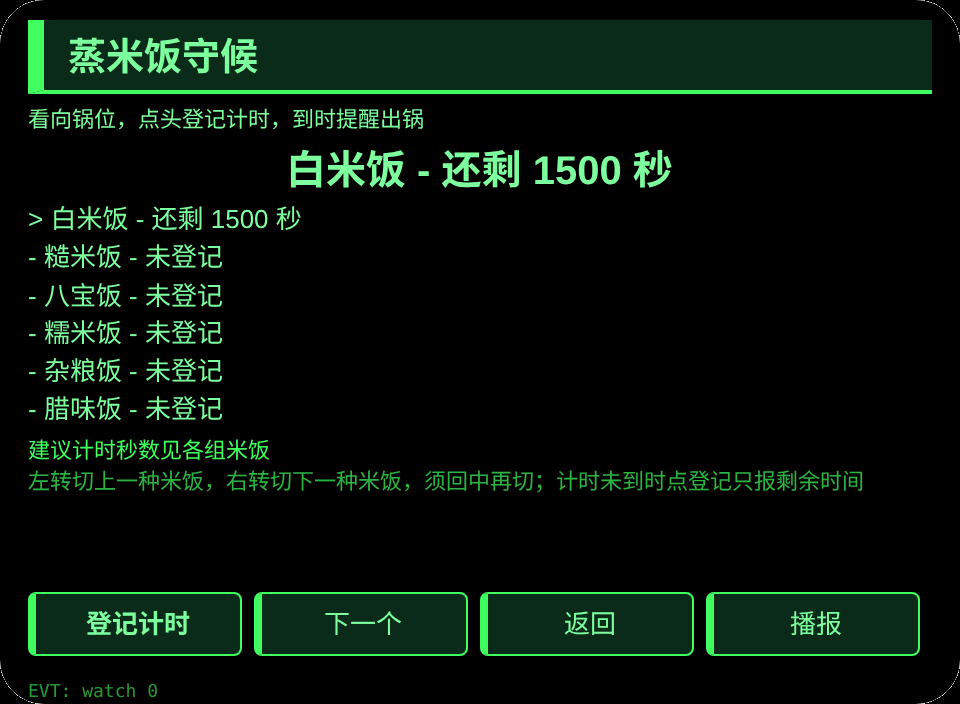 蒸米饭守候
看向锅位，点头登记计时，到时提醒出锅
白米饭 - 还剩 1500 秒
> 白米饭 - 还剩 1500 秒
- 糙米饭 - 未登记
- 八宝饭 - 未登记
- 糯米饭 - 未登记
- 杂粮饭 - 未登记
- 腊味饭 - 未登记
建议计时秒数见各组米饭
左转切上一种米饭，右转切下一种米饭，须回中再切；计时未到时点登记只报剩余时间
登记计时
下一个
返回
播报
EVT: watch 0